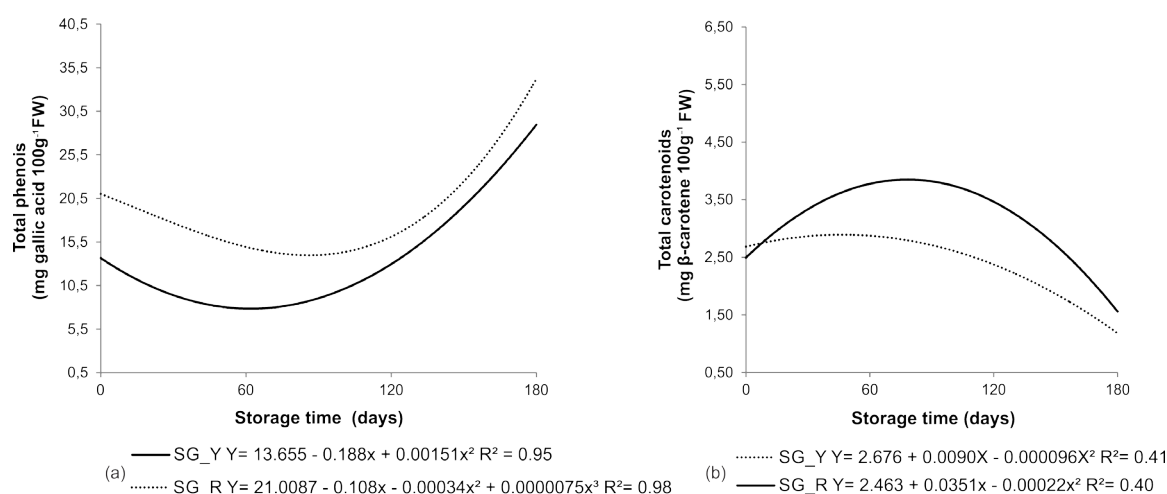 40,5
35,5
30,5
25,5
20,5
15,5
10,5
5,5
0,5
0 60 120 180
Total phenois
(mg gallic acid 100g⁻¹ FW)
Storage time (days)
SG_Y Y= 13.655 - 0.188x + 0.00151x² R² = 0.95
(a)
SG_R Y= 21.0087 - 0.108x - 0.00034x² + 0.0000075x³ R²= 0.98
6,50
5,50
4,50
3,50
2,50
1,50
0,50
0 60 120 180
Total carotenoids
(mg β-carotene 100g⁻¹ FW)
Storage time (days)
SG_Y Y= 2.676 + 0.0090X - 0.000096X² R²= 0.41
(b)
SG_R Y= 2.463 + 0.0351x - 0.00022x² R²= 0.40